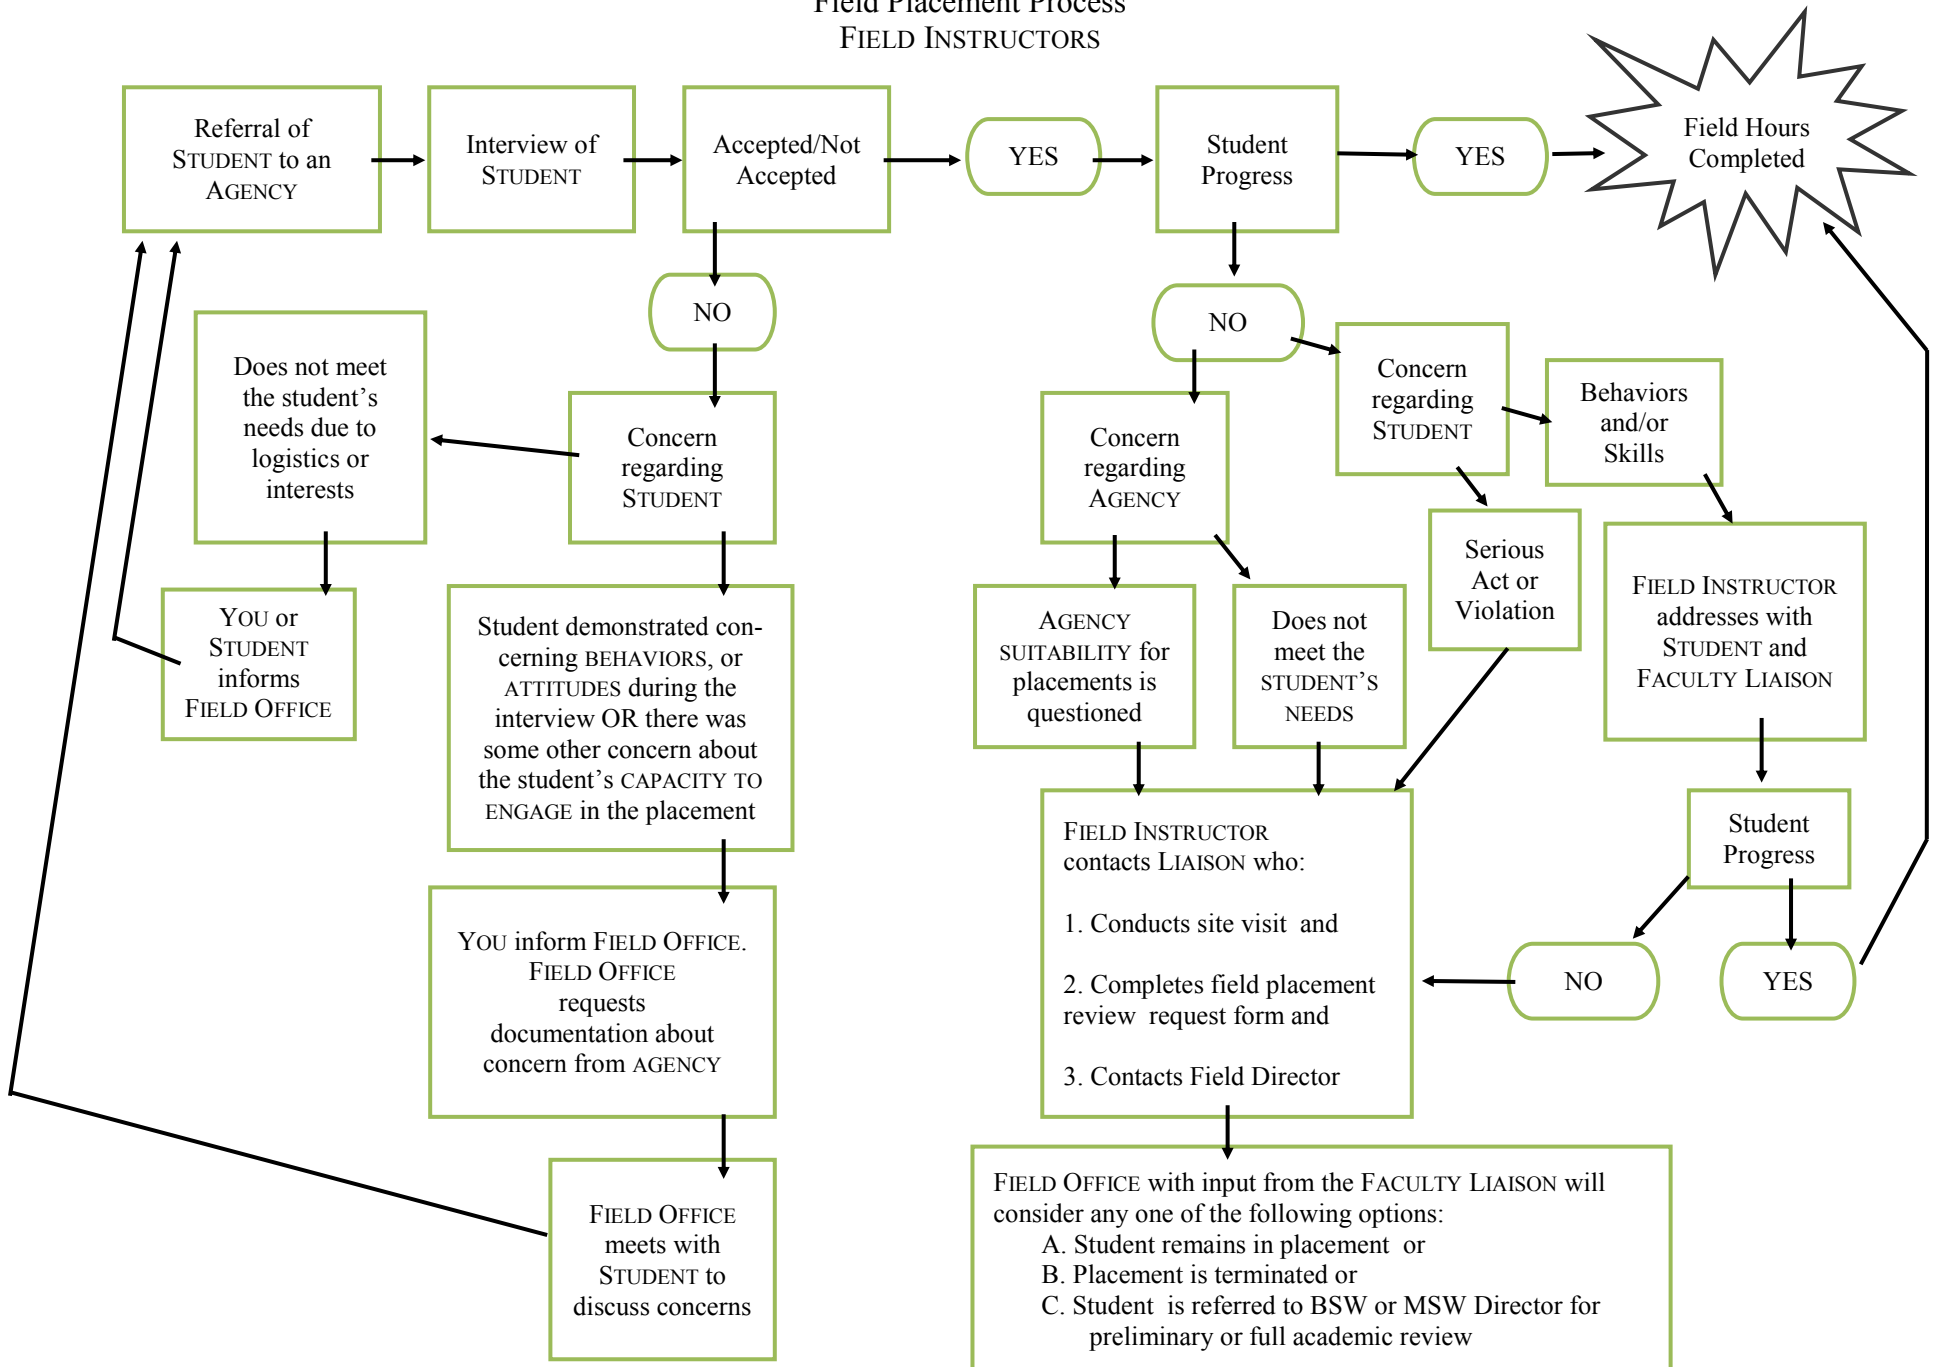 Field Placement Process
FIELD INSTRUCTORS
Referral of
STUDENT to an
AGENCY
Interview of
STUDENT
Accepted/Not
Accepted
YES
Student
Progress
YES
Field Hours
Completed
NO
Concern
regarding
STUDENT
Does not meet
the student’s
needs due to
logistics or
interests
YOU or
STUDENT
informs
FIELD OFFICE
Student demonstrated con-
cerning BEHAVIORS, or
ATTITUDES during the
interview OR there was
some other concern about
the student’s CAPACITY TO
ENGAGE in the placement
YOU inform FIELD OFFICE.
FIELD OFFICE
requests
documentation about
concern from AGENCY
FIELD OFFICE
meets with
STUDENT to
discuss concerns
NO
Concern
regarding
AGENCY
Concern
regarding
STUDENT
Behaviors
and/or
Skills
AGENCY
SUITABILITY for
placements is
questioned
Does not
meet the
STUDENT’S
NEEDS
Serious
Act or
Violation
FIELD INSTRUCTOR
addresses with
STUDENT and
FACULTY LIAISON
Student
Progress
NO
YES
FIELD INSTRUCTOR
contacts LIAISON who:
1. Conducts site visit and
2. Completes field placement
review request form and
3. Contacts Field Director
FIELD OFFICE with input from the FACULTY LIAISON will
consider any one of the following options:
A. Student remains in placement or
B. Placement is terminated or
C. Student is referred to BSW or MSW Director for
preliminary or full academic review